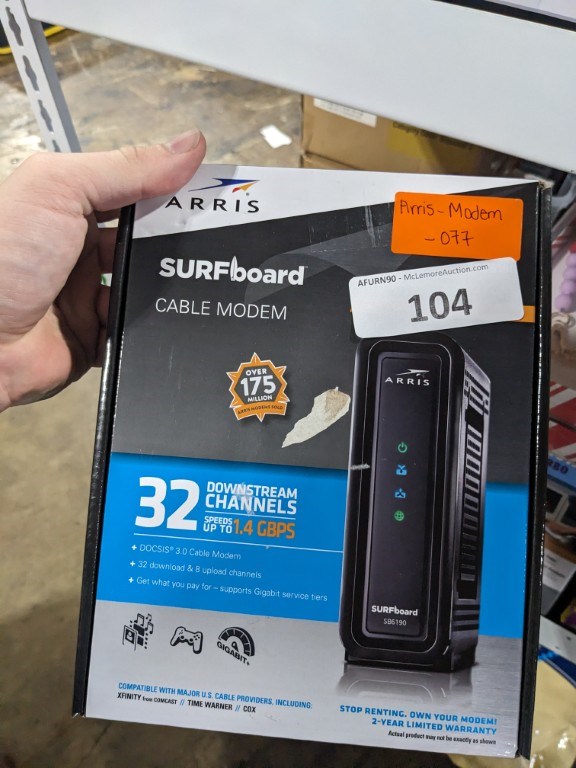 ARRIS
Arris - Modem
- 077
SURFboard
CABLE MODEM
AFURN90 - McLemoreAuction.com
104
OVER
175
MILLION
ARRIS MODEMS SOLD
ARRIS
32
DOWNSTREAM
CHANNELS
SPEEDS
UP TO 1.4 GBPS
+ DOCSIS® 3.0 Cable Modem
+ 32 download & 8 upload channels
+ Get what you pay for – supports Gigabit service tiers
SURFboard
SB6190
GIGABIT+
COMPATIBLE WITH MAJOR U.S. CABLE PROVIDERS, INCLUDING:
XFINITY from COMCAST // TIME WARNER // COX
STOP RENTING. OWN YOUR MODEM!
2-YEAR LIMITED WARRANTY
Actual product may not be exactly as shown